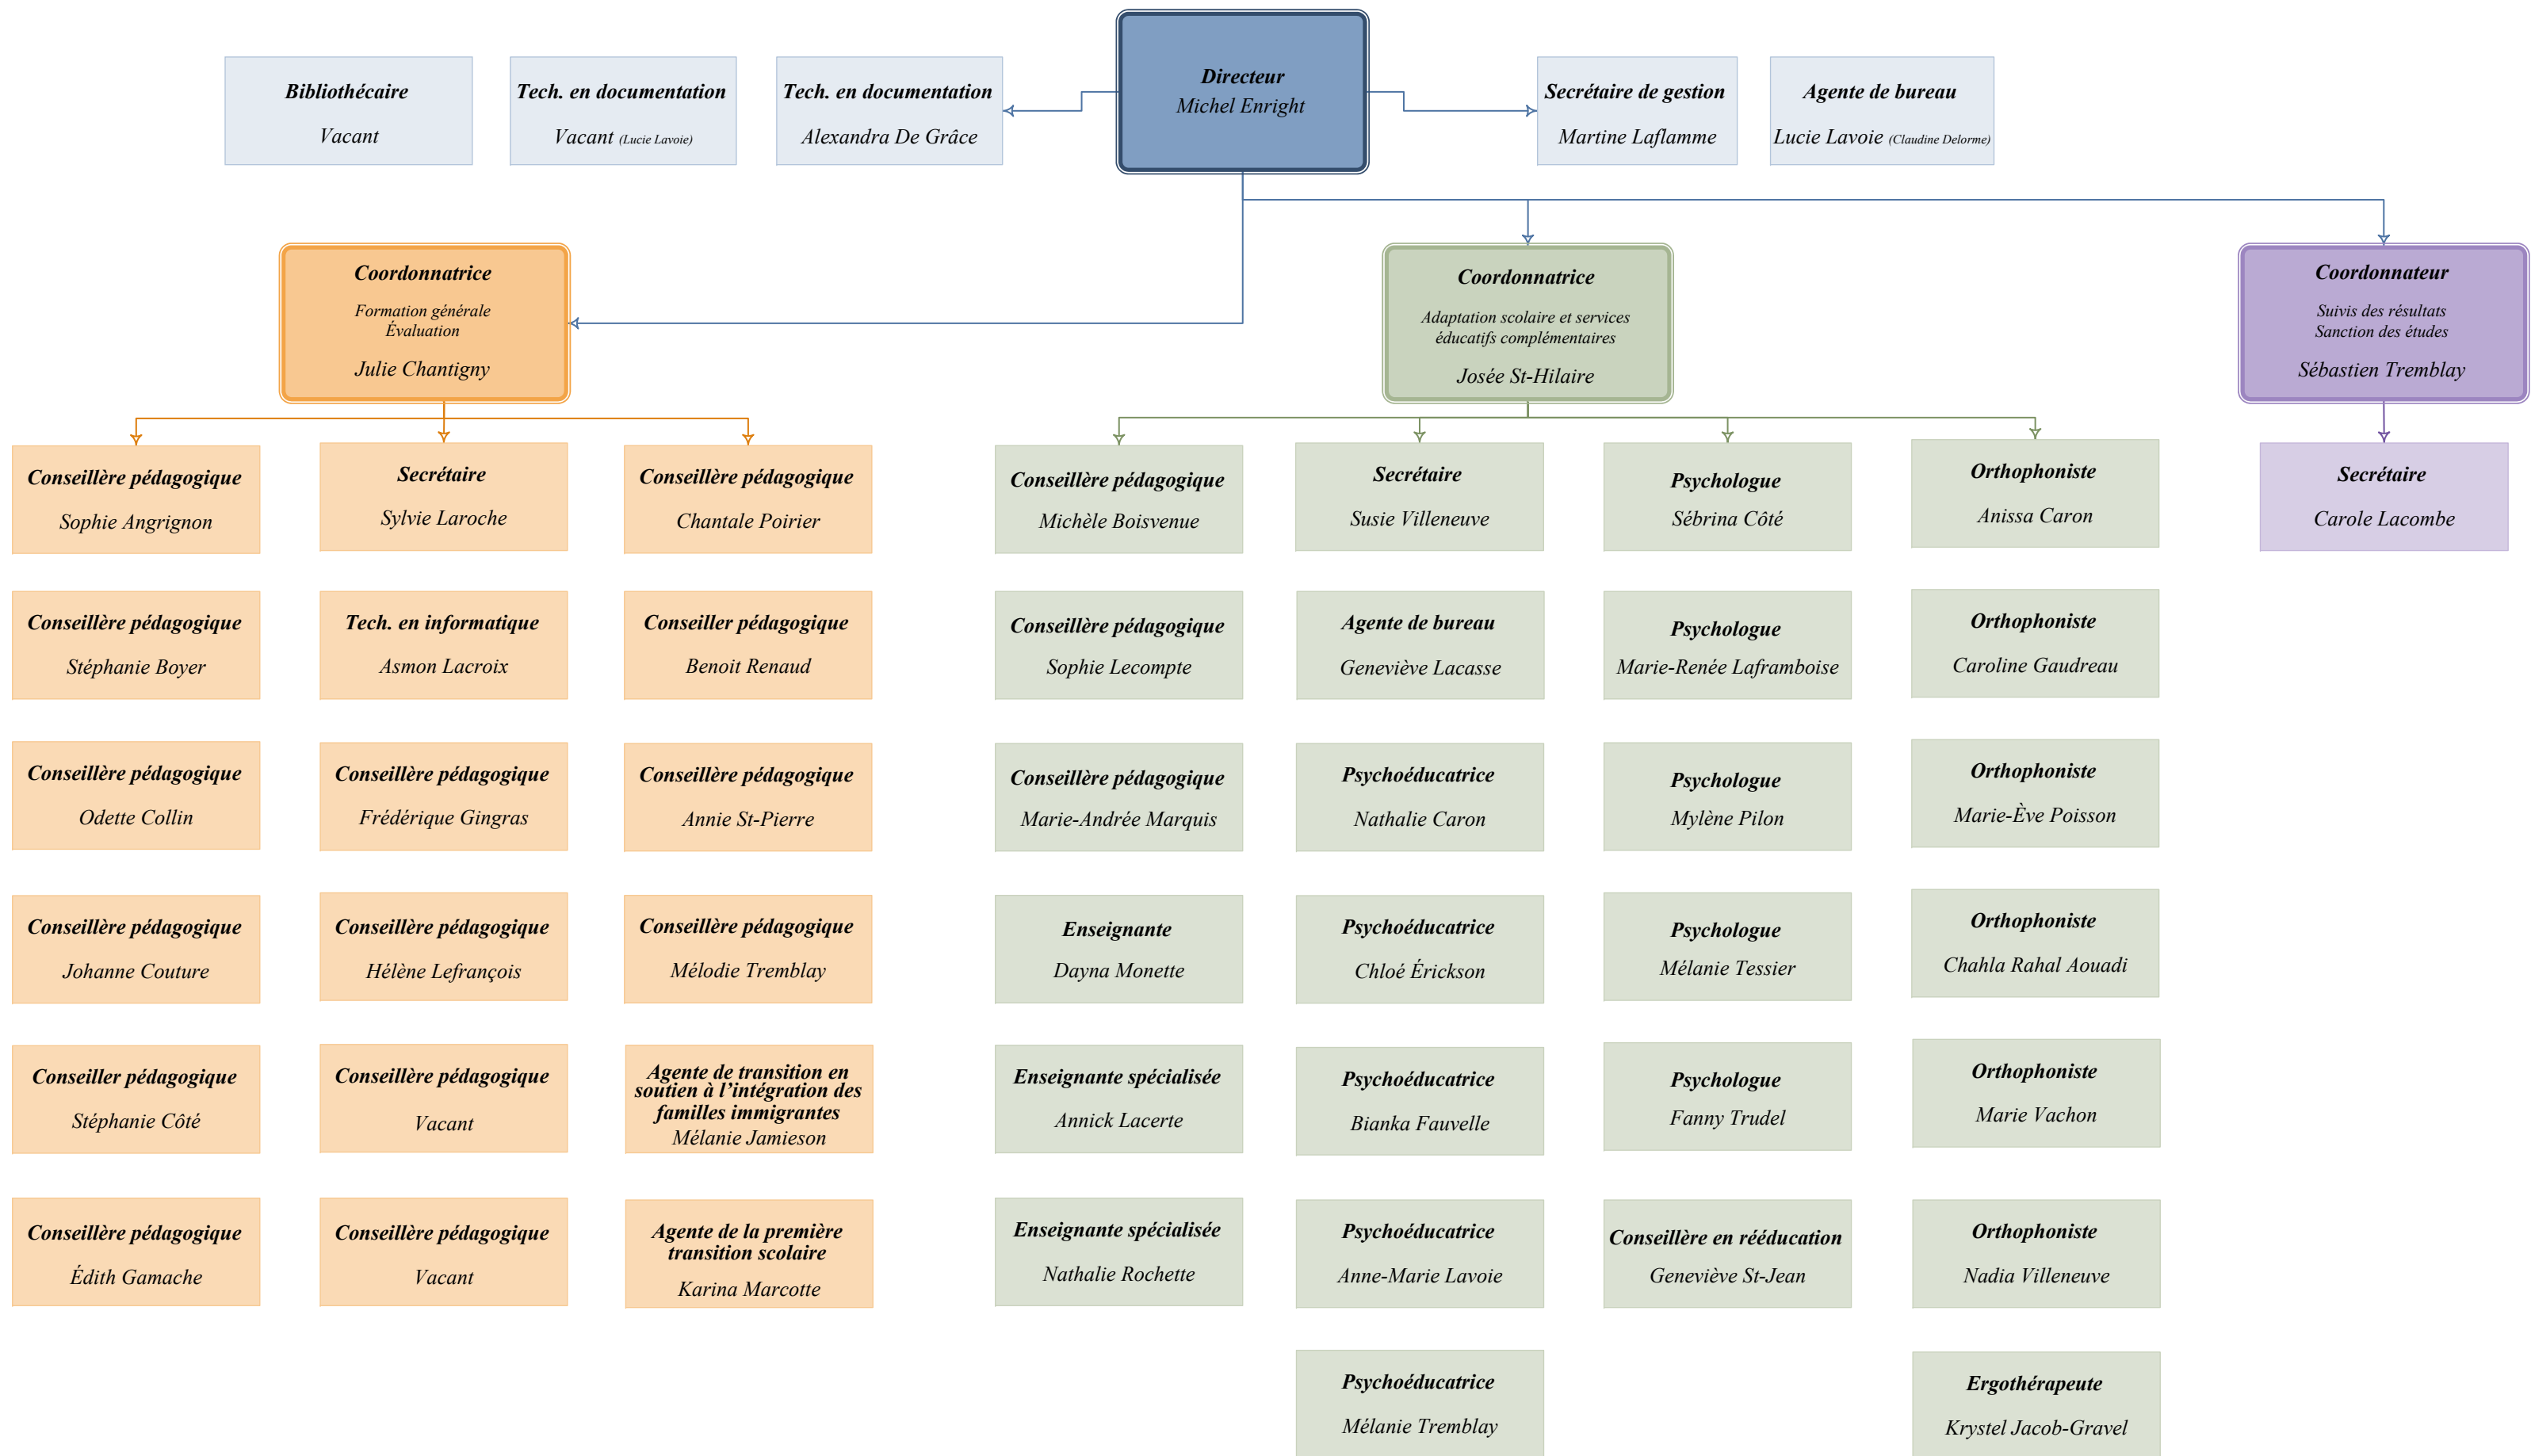 Directeur
Michel Enright
Bibliothécaire
Vacant
Tech. en documentation
Vacant (Lucie Lavoie)
Tech. en documentation
Alexandra De Grâce
Secrétaire de gestion
Martine Laflamme
Agente de bureau
Lucie Lavoie (Claudine Delorme)
Coordonnatrice
Formation générale
Évaluation
Julie Chantigny
Coordonnatrice
Adaptation scolaire et services
éducatifs complémentaires
Josée St-Hilaire
Coordonnateur
Suivis des résultats
Sanction des études
Sébastien Tremblay
Conseillère pédagogique
Sophie Angrignon
Conseillère pédagogique
Stéphanie Boyer
Conseillère pédagogique
Odette Collin
Conseillère pédagogique
Johanne Couture
Conseiller pédagogique
Stéphanie Côté
Conseillère pédagogique
Édith Gamache
Secrétaire
Sylvie Laroche
Tech. en informatique
Asmon Lacroix
Conseillère pédagogique
Frédérique Gingras
Conseillère pédagogique
Hélène Lefrançois
Conseillère pédagogique
Vacant
Conseillère pédagogique
Vacant
Conseillère pédagogique
Chantale Poirier
Conseiller pédagogique
Benoit Renaud
Conseillère pédagogique
Annie St-Pierre
Conseillère pédagogique
Mélodie Tremblay
Agente de transition en
soutien à l’intégration des
familles immigrantes
Mélanie Jamieson
Agente de la première
transition scolaire
Karina Marcotte
Conseillère pédagogique
Michèle Boisvenue
Conseillère pédagogique
Sophie Lecompte
Conseillère pédagogique
Marie-Andrée Marquis
Enseignante
Dayna Monette
Enseignante spécialisée
Annick Lacerte
Enseignante spécialisée
Nathalie Rochette
Secrétaire
Susie Villeneuve
Agente de bureau
Geneviève Lacasse
Psychoéducatrice
Nathalie Caron
Psychoéducatrice
Chloé Érickson
Psychoéducatrice
Bianka Fauvelle
Psychoéducatrice
Anne-Marie Lavoie
Psychoéducatrice
Mélanie Tremblay
Psychologue
Sébrina Côté
Psychologue
Marie-Renée Laframboise
Psychologue
Mylène Pilon
Psychologue
Mélanie Tessier
Psychologue
Fanny Trudel
Conseillère en rééducation
Geneviève St-Jean
Orthophoniste
Anissa Caron
Orthophoniste
Caroline Gaudreau
Orthophoniste
Marie-Ève Poisson
Orthophoniste
Chahla Rahal Aouadi
Orthophoniste
Marie Vachon
Orthophoniste
Nadia Villeneuve
Ergothérapeute
Krystel Jacob-Gravel
Secrétaire
Carole Lacombe